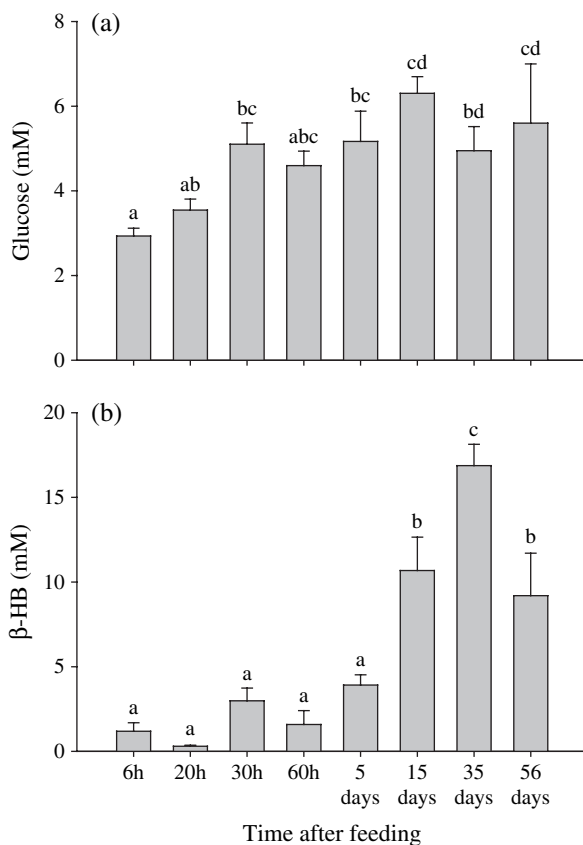 (a)
Glucose (mM)
8
6
4
2
0
a
ab
bc
abc
bc
cd
bd
cd
(b)
β-HB (mM)
20
15
10
5
0
a
a
a
a
a
b
c
b
6h 20h 30h 60h 5 days 15 days 35 days 56 days
Time after feeding